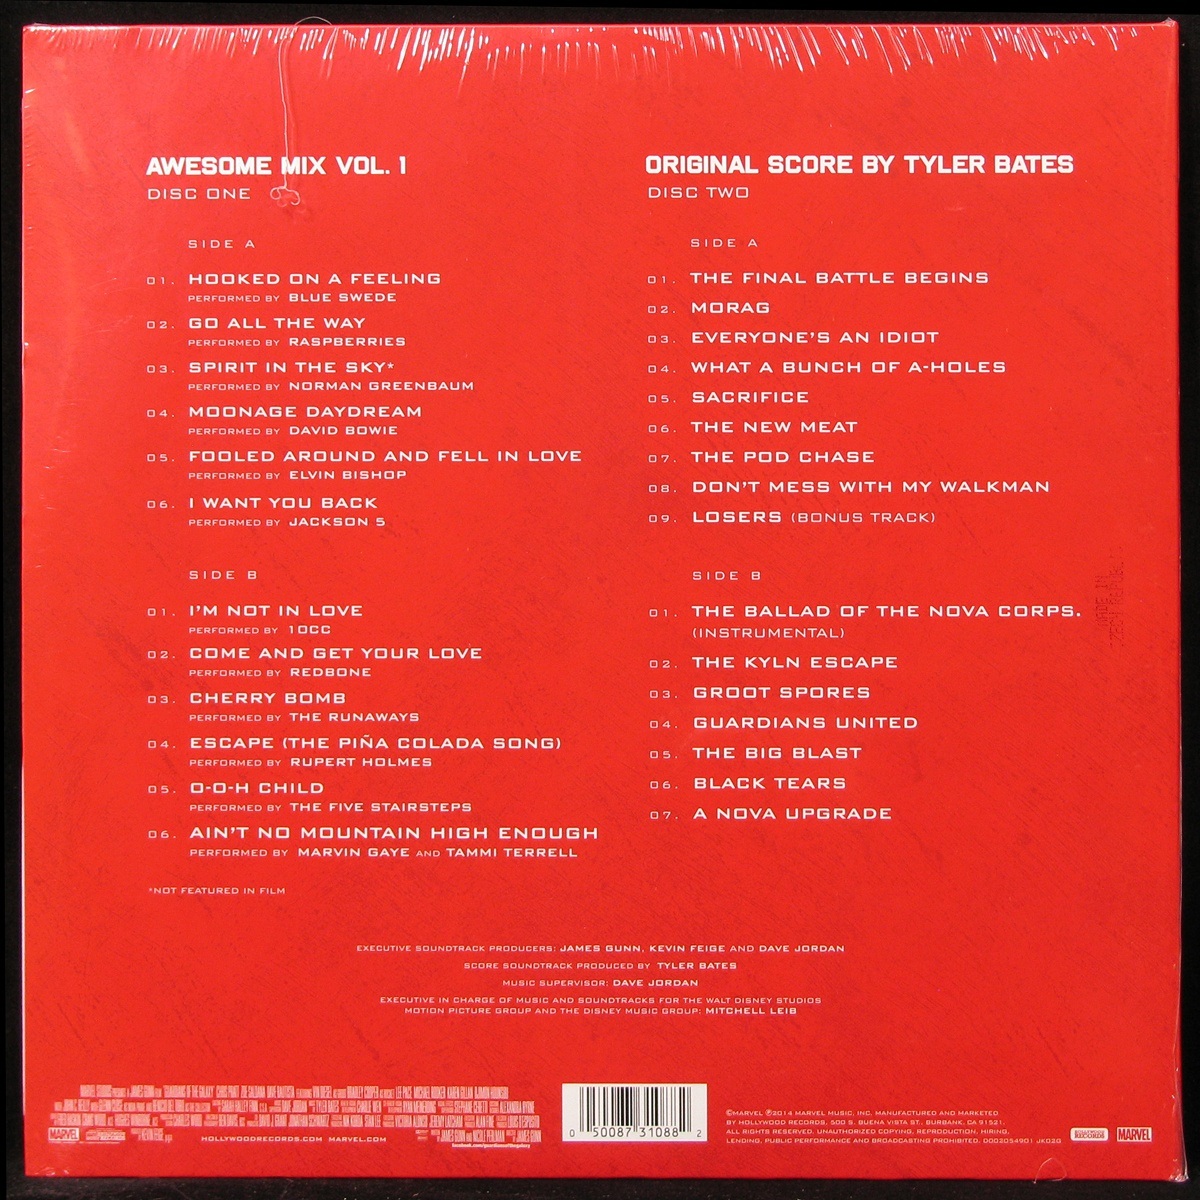 AWESOME MIX VOL. 1
DISC ONE
SIDE A
01. HOOKED ON A FEELING
PERFORMED BY BLUE SWEDE
02. GO ALL THE WAY
PERFORMED BY RASPBERRIES
03. SPIRIT IN THE SKY*
PERFORMED BY NORMAN GREENBAUM
04. MOONAGE DAYDREAM
PERFORMED BY DAVID BOWIE
05. FOOLED AROUND AND FELL IN LOVE
PERFORMED BY ELVIN BISHOP
06. I WANT YOU BACK
PERFORMED BY JACKSON 5
SIDE B
01. I'M NOT IN LOVE
PERFORMED BY 10CC
02. COME AND GET YOUR LOVE
PERFORMED BY REDBONE
03. CHERRY BOMB
PERFORMED BY THE RUNAWAYS
04. ESCAPE (THE PIÑA COLADA SONG)
PERFORMED BY RUPERT HOLMES
05. O-O-H CHILD
PERFORMED BY THE FIVE STAIRSTEPS
06. AIN'T NO MOUNTAIN HIGH ENOUGH
PERFORMED BY MARVIN GAYE AND TAMMI TERRELL
*NOT FEATURED IN FILM
ORIGINAL SCORE BY TYLER BATES
DISC TWO
SIDE A
01. THE FINAL BATTLE BEGINS
02. MORAG
03. EVERYONE'S AN IDIOT
04. WHAT A BUNCH OF A-HOLES
05. SACRIFICE
06. THE NEW MEAT
07. THE POD CHASE
08. DON'T MESS WITH MY WALKMAN
09. LOSERS (BONUS TRACK)
SIDE B
01. THE BALLAD OF THE NOVA CORPS.
(INSTRUMENTAL)
02. THE KYLN ESCAPE
03. GROOT SPORES
04. GUARDIANS UNITED
05. THE BIG BLAST
06. BLACK TEARS
07. A NOVA UPGRADE
MADE IN
CZECH REPUBLIC
EXECUTIVE SOUNDTRACK PRODUCERS: JAMES GUNN, KEVIN FEIGE AND DAVE JORDAN
SCORE SOUNDTRACK PRODUCED BY TYLER BATES
MUSIC SUPERVISOR: DAVE JORDAN
EXECUTIVE IN CHARGE OF MUSIC AND SOUNDTRACKS FOR THE WALT DISNEY STUDIOS
MOTION PICTURE GROUP AND THE DISNEY MUSIC GROUP: MITCHELL LEIB
MARVEL
HOLLYWOODRECORDS.COM MARVEL.COM
0 50087 31088 2
©MARVEL ℗2014 MARVEL MUSIC, INC. MANUFACTURED AND MARKETED
BY HOLLYWOOD RECORDS, 500 S. BUENA VISTA ST., BURBANK, CA 91521.
ALL RIGHTS RESERVED. UNAUTHORIZED COPYING, REPRODUCTION, HIRING,
LENDING, PUBLIC PERFORMANCE AND BROADCASTING PROHIBITED. D002054901 JK03G
HOLLYWOOD RECORDS
MARVEL